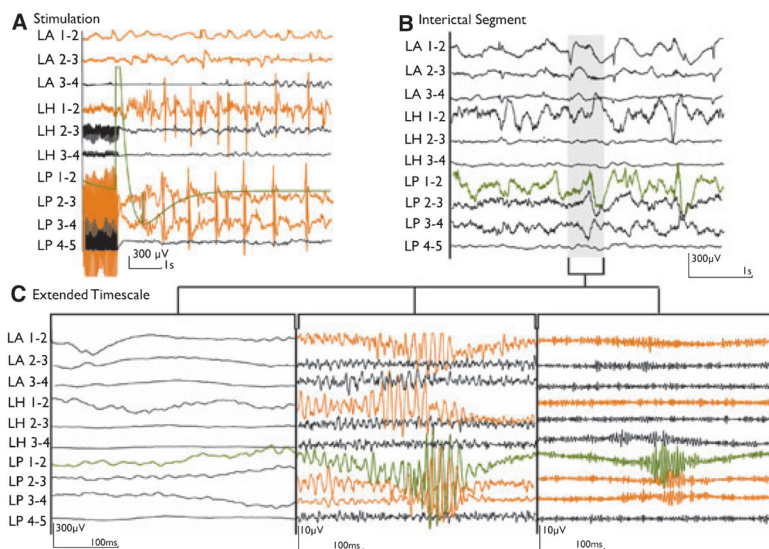 A Stimulation
LA 1-2
LA 2-3
LA 3-4
LH 1-2
LH 2-3
LH 3-4
LP 1-2
LP 2-3
LP 3-4
LP 4-5
300 µV
1s
B Interictal Segment
LA 1-2
LA 2-3
LA 3-4
LH 1-2
LH 2-3
LH 3-4
LP 1-2
LP 2-3
LP 3-4
LP 4-5
300µV
1s
C Extended Timescale
LA 1-2
LA 2-3
LA 3-4
LH 1-2
LH 2-3
LH 3-4
LP 1-2
LP 2-3
LP 3-4
LP 4-5
300µV
100ms
10µV
100ms
10µV
100ms